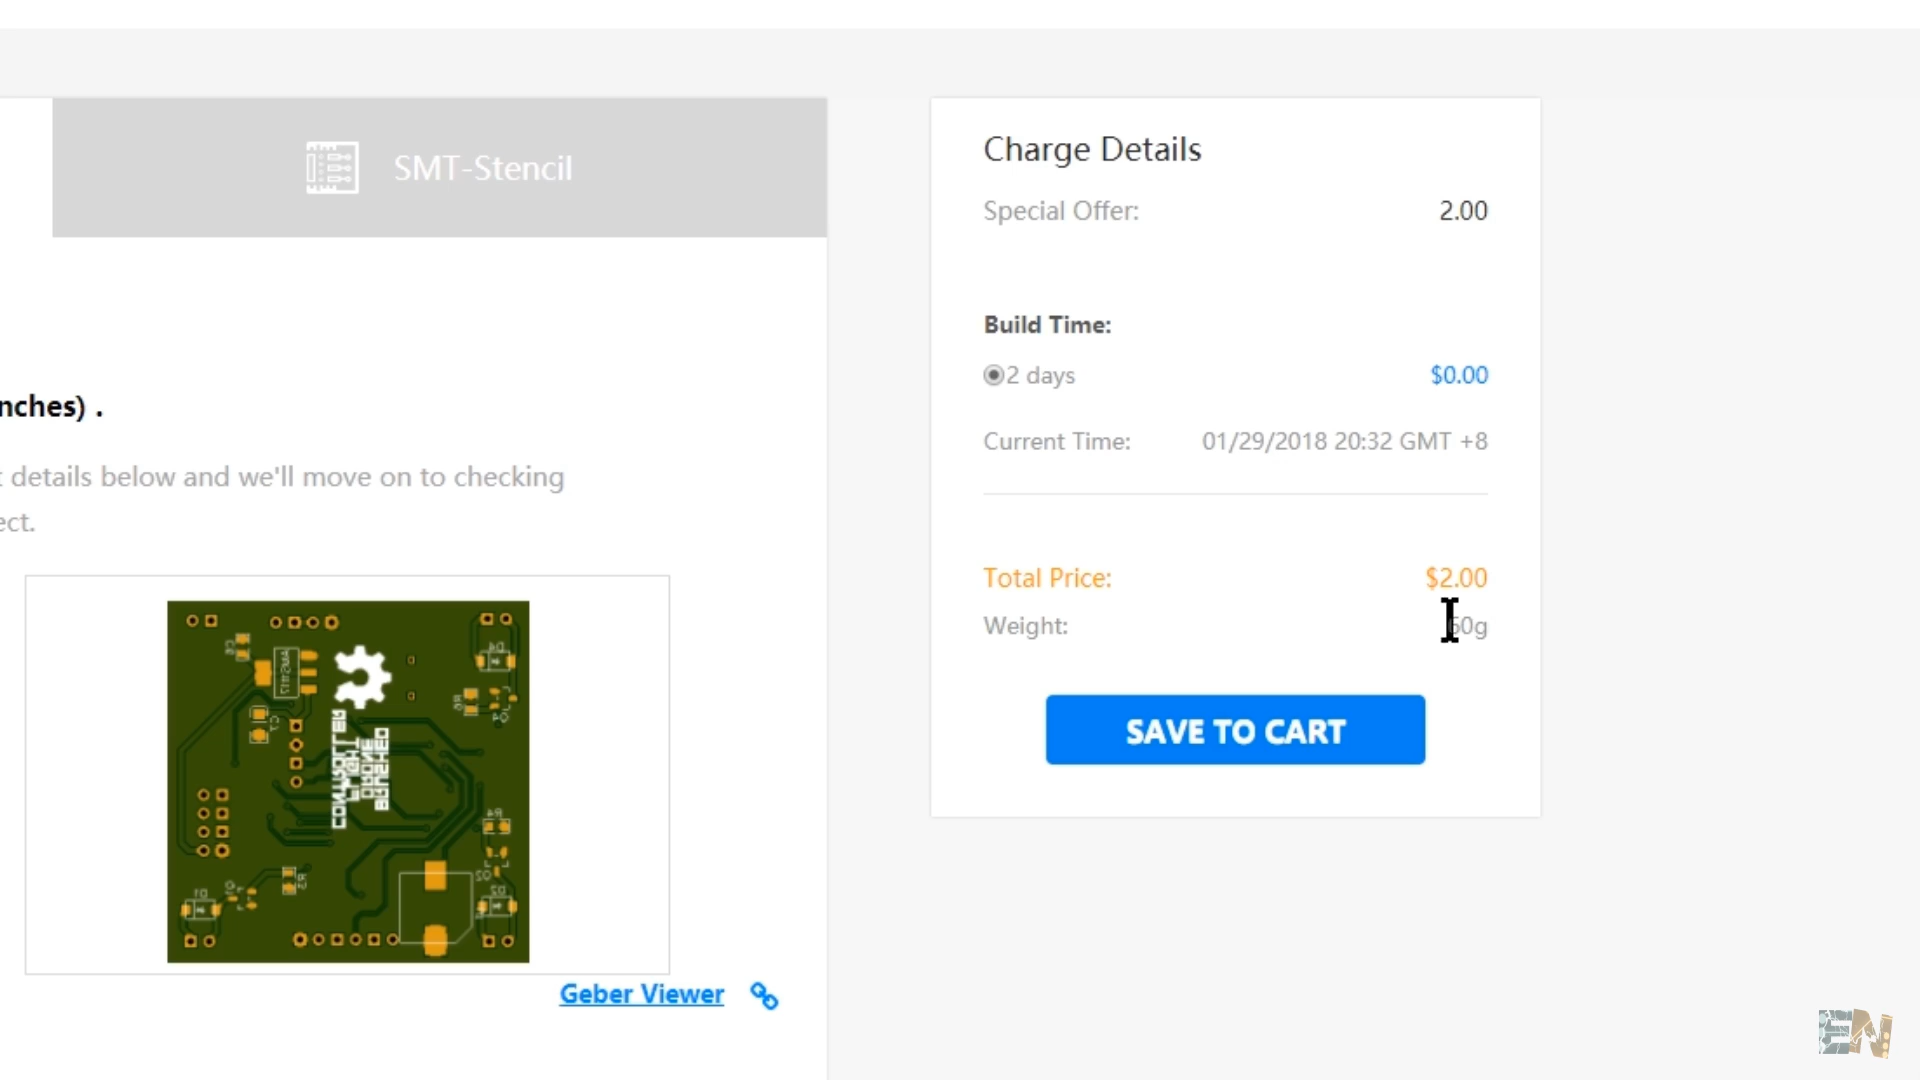 SMT-Stencil
nches) .
details below and we'll move on to checking
ect.
Geber Viewer
Charge Details
Special Offer: 2.00
Build Time:
2 days $0.00
Current Time: 01/29/2018 20:32 GMT +8
Total Price: $2.00
Weight:
SAVE TO CART
EN